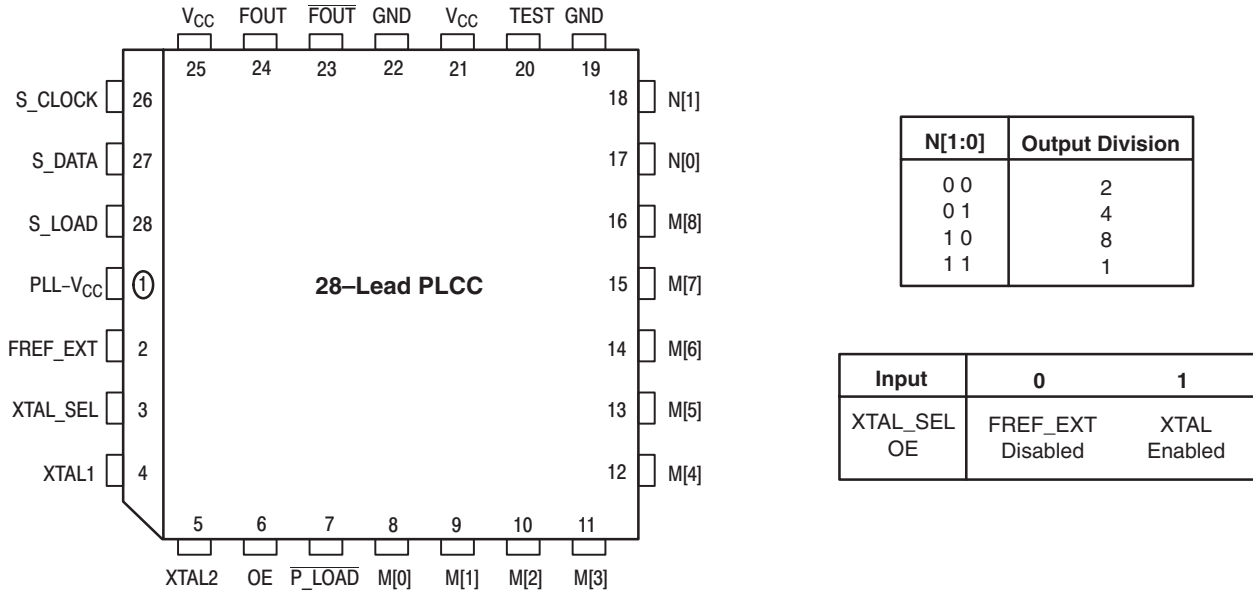 VCC FOUT FOUT GND VCC TEST GND
25 24 23 22 21 20 19
S_CLOCK 26 18 N[1]
S_DATA 27 17 N[0]
S_LOAD 28 16 M[8]
PLL–VCC 1 28–Lead PLCC 15 M[7]
FREF_EXT 2 14 M[6]
XTAL_SEL 3 13 M[5]
XTAL1 4 12 M[4]
5 6 7 8 9 10 11
XTAL2 OE P_LOAD M[0] M[1] M[2] M[3]
N[1:0] Output Division
0 0 2
0 1 4
1 0 8
1 1 1
Input 0 1
XTAL_SEL FREF_EXT XTAL
OE Disabled Enabled